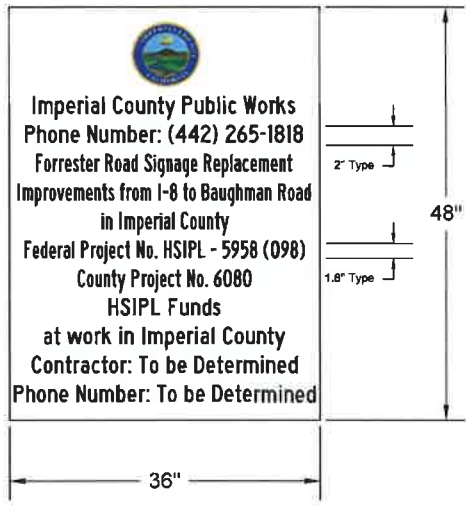 Imperial County Public Works
Phone Number: (442) 265-1818
Forrester Road Signage Replacement
Improvements from I-8 to Baughman Road
in Imperial County
Federal Project No. HSIPL - 5958 (098)
County Project No. 6080
HSIPL Funds
at work in Imperial County
Contractor: To be Determined
Phone Number: To be Determined
2" Type
1.8" Type
48"
36"